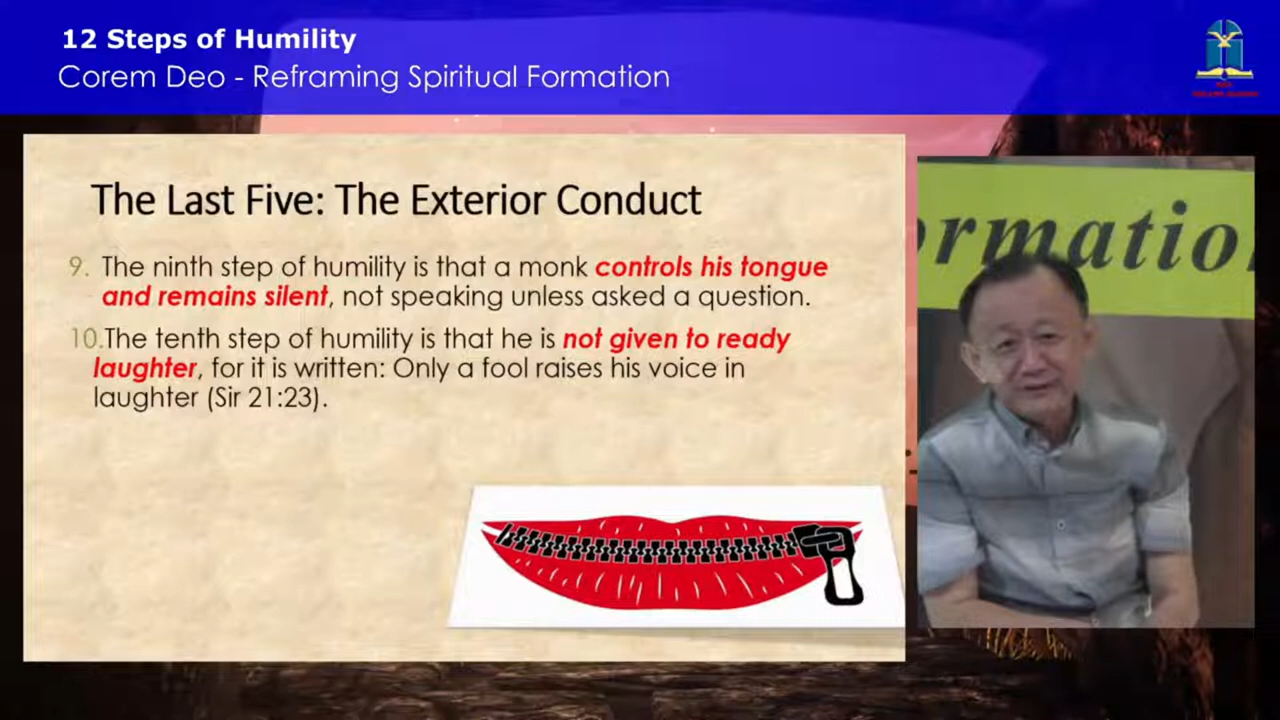 12 Steps of Humility
Corem Deo - Reframing Spiritual Formation
The Last Five: The Exterior Conduct
9. The ninth step of humility is that a monk controls his tongue
and remains silent, not speaking unless asked a question.
10.The tenth step of humility is that he is not given to ready
laughter, for it is written: Only a fool raises his voice in
laughter (Sir 21:23).
ormatio